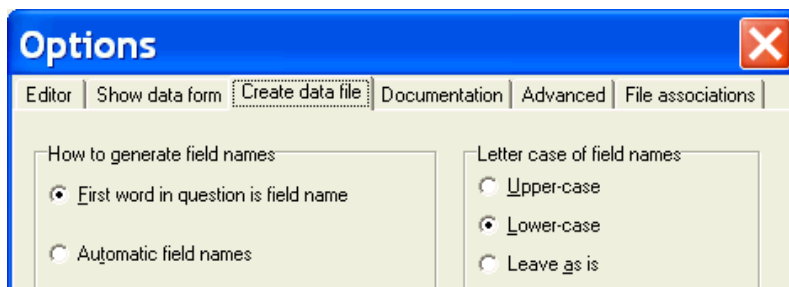 Options
Editor Show data form Create data file Documentation Advanced File associations
How to generate field names
First word in question is field name
Automatic field names
Letter case of field names
Upper-case
Lower-case
Leave as is